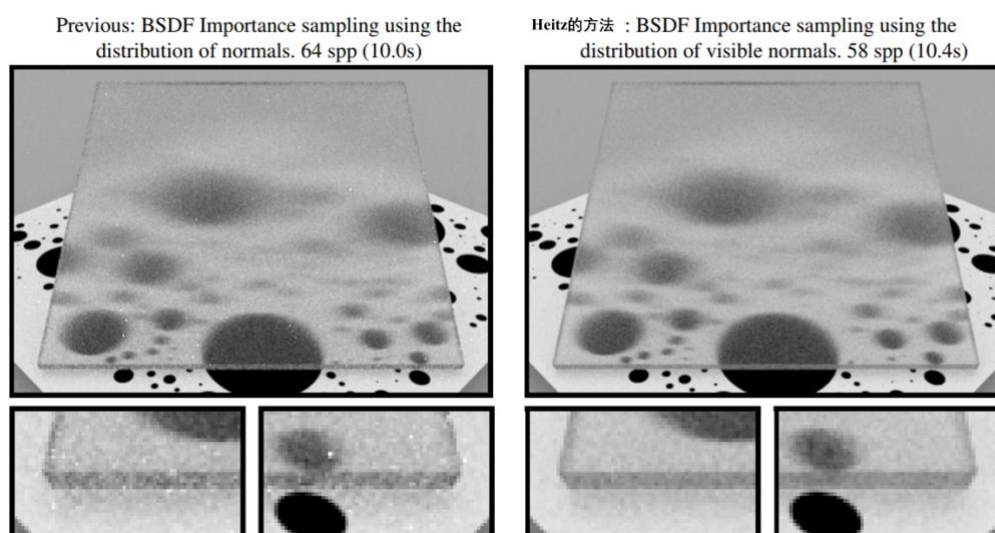 Previous: BSDF Importance sampling using the
distribution of normals. 64 spp (10.0s)
Heitz的方法 : BSDF Importance sampling using the
distribution of visible normals. 58 spp (10.4s)